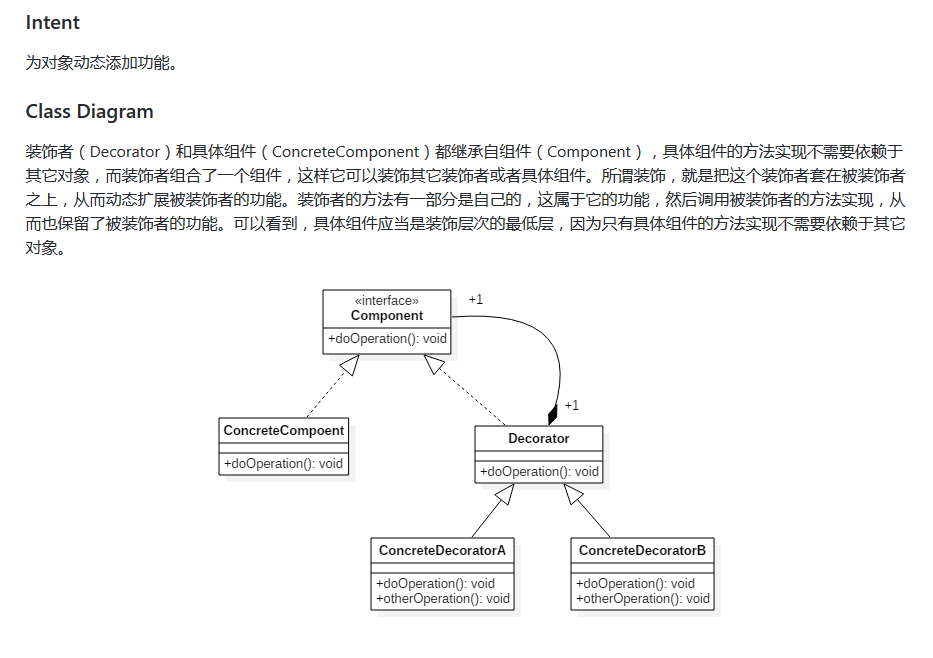 Intent
为对象动态添加功能。
Class Diagram
装饰者（Decorator）和具体组件（ConcreteComponent）都继承自组件（Component），具体组件的方法实现不需要依赖于
其它对象，而装饰者组合了一个组件，这样它可以装饰其它装饰者或者具体组件。所谓装饰，就是把这个装饰者套在被装饰者
之上，从而动态扩展被装饰者的功能。装饰者的方法有一部分是自己的，这属于它的功能，然后调用被装饰者的方法实现，从
而也保留了被装饰者的功能。可以看到，具体组件应当是装饰层次的最低层，因为只有具体组件的方法实现不需要依赖于其它
对象。
«interface»
Component
+doOperation(): void
+1
+1
ConcreteCompoent
+doOperation(): void
Decorator
+doOperation(): void
ConcreteDecoratorA
+doOperation(): void
+otherOperation(): void
ConcreteDecoratorB
+doOperation(): void
+otherOperation(): void